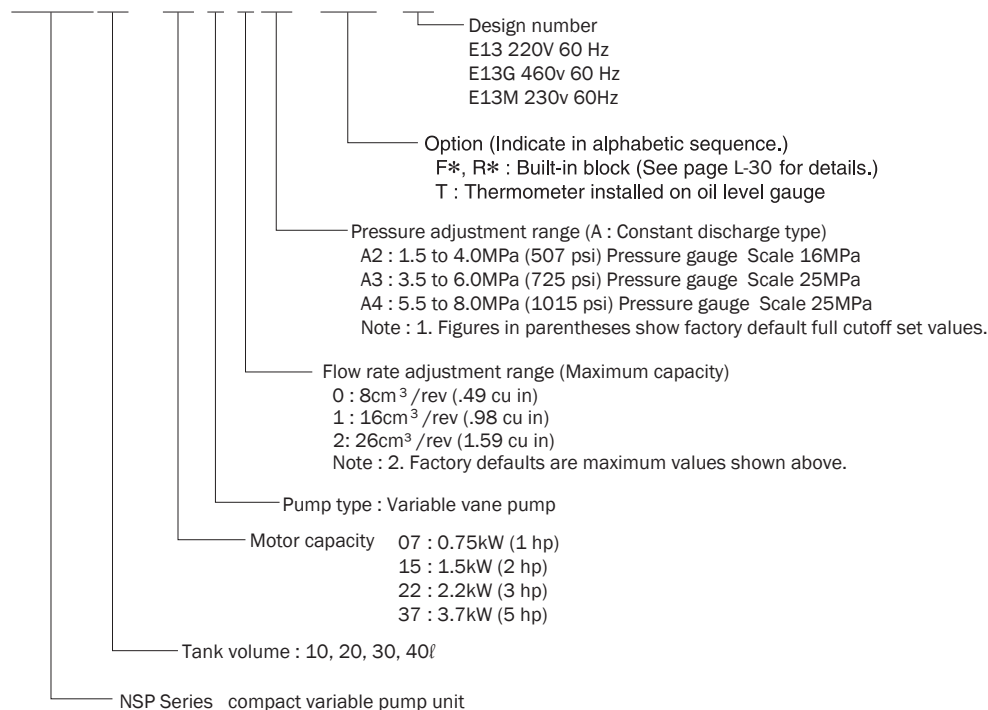 Design number
E13 220V 60 Hz
E13G 460v 60 Hz
E13M 230v 60Hz
Option (Indicate in alphabetic sequence.)
F*, R* : Built-in block (See page L-30 for details.)
T : Thermometer installed on oil level gauge
Pressure adjustment range (A : Constant discharge type)
A2 : 1.5 to 4.0MPa (507 psi) Pressure gauge Scale 16MPa
A3 : 3.5 to 6.0MPa (725 psi) Pressure gauge Scale 25MPa
A4 : 5.5 to 8.0MPa (1015 psi) Pressure gauge Scale 25MPa
Note : 1. Figures in parentheses show factory default full cutoff set values.
Flow rate adjustment range (Maximum capacity)
0 : 8cm³/rev (.49 cu in)
1 : 16cm³/rev (.98 cu in)
2: 26cm³/rev (1.59 cu in)
Note : 2. Factory defaults are maximum values shown above.
Pump type : Variable vane pump
Motor capacity 07 : 0.75kW (1 hp)
15 : 1.5kW (2 hp)
22 : 2.2kW (3 hp)
37 : 3.7kW (5 hp)
Tank volume : 10, 20, 30, 40ℓ
NSP Series compact variable pump unit